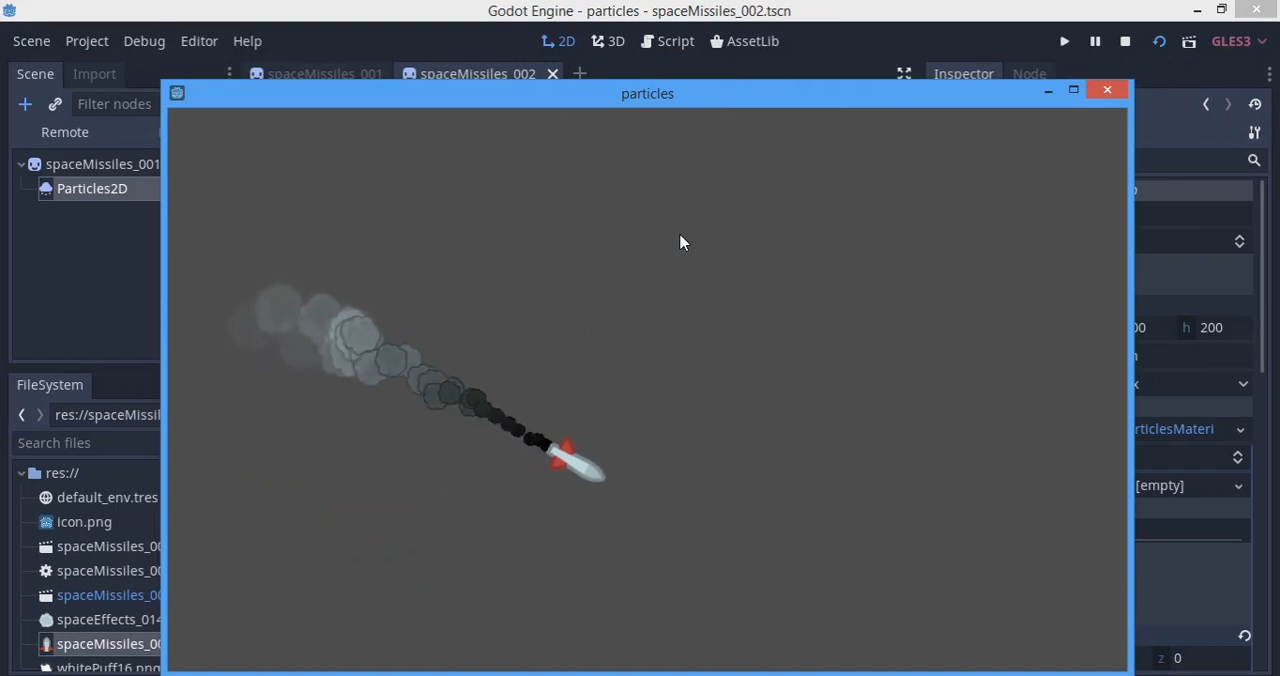 Godot Engine - particles - spaceMissiles_002.tscn
Scene Project Debug Editor Help 2D 3D Script AssetLib GLES3
Scene Import spaceMissiles_001 spaceMissiles_002 Inspector Node
particles
Filter nodes
Remote
spaceMissiles_001
Particles2D
h 200
FileSystem
res://spaceMissil
rticlesMateri
Search files
res://
[empty]
default_env.tres
icon.png
spaceMissiles_00
spaceMissiles_00
spaceMissiles_00
spaceEffects_014
spaceMissiles_00
z 0
whitePuff16.png